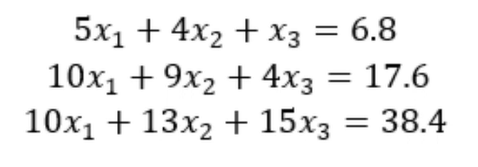 5x₁ + 4x₂ + x₃ = 6.8
10x₁ + 9x₂ + 4x₃ = 17.6
10x₁ + 13x₂ + 15x₃ = 38.4